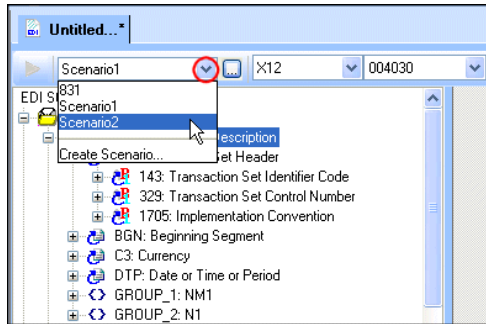 EDI Untitled...*
Scenario1 ... X12 004030
831
EDI S
Scenario1
Scenario2
escription
Create Scenario...
et Header
143: Transaction Set Identifier Code
329: Transaction Set Control Number
1705: Implementation Convention
BGN: Beginning Segment
C3: Currency
DTP: Date or Time or Period
GROUP_1: NM1
GROUP_2: N1